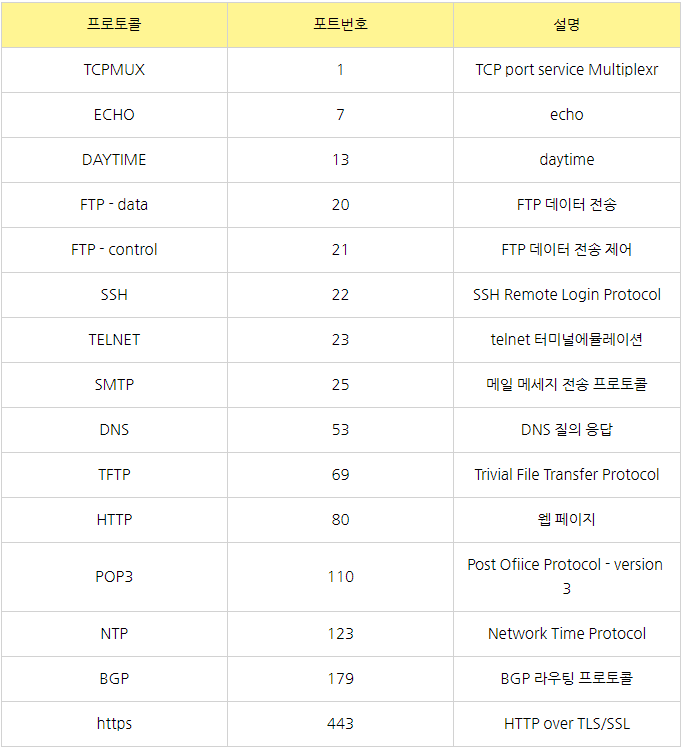 프로토콜 포트번호 설명
TCPMUX 1 TCP port service Multiplexr
ECHO 7 echo
DAYTIME 13 daytime
FTP - data 20 FTP 데이터 전송
FTP - control 21 FTP 데이터 전송 제어
SSH 22 SSH Remote Login Protocol
TELNET 23 telnet 터미널에뮬레이션
SMTP 25 메일 메세지 전송 프로토콜
DNS 53 DNS 질의 응답
TFTP 69 Trivial File Transfer Protocol
HTTP 80 웹 페이지
POP3 110 Post Ofiice Protocol - version
3
NTP 123 Network Time Protocol
BGP 179 BGP 라우팅 프로토콜
https 443 HTTP over TLS/SSL